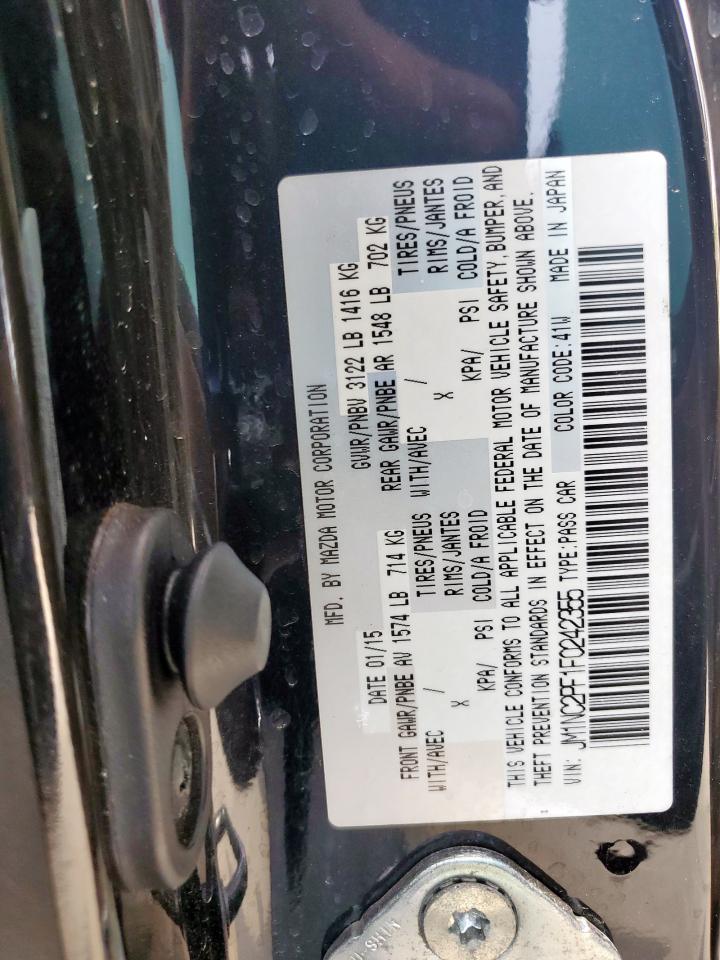 MFD. BY MAZDA MOTOR CORPORATION
DATE 01/15 GVWR/PNBV 3122 LB 1416 KG
FRONT GAWR/PNBE AV 1574 LB 714 KG REAR GAWR/PNBE AR 1548 LB 702 KG
WITH/AVEC / TIRES/PNEUS WITH/AVEC / TIRES/PNEUS
X RIMS/JANTES X RIMS/JANTES
KPA/ PSI COLD/A FROID KPA/ PSI COLD/A FROID
THIS VEHICLE CONFORMS TO ALL APPLICABLE FEDERAL MOTOR VEHICLE SAFETY, BUMPER, AND
THEFT PREVENTION STANDARDS IN EFFECT ON THE DATE OF MANUFACTURE SHOWN ABOVE.
VIN: JM1NC2PF1F0242355 TYPE: PASS CAR COLOR CODE: 41W MADE IN JAPAN
U-SHIN